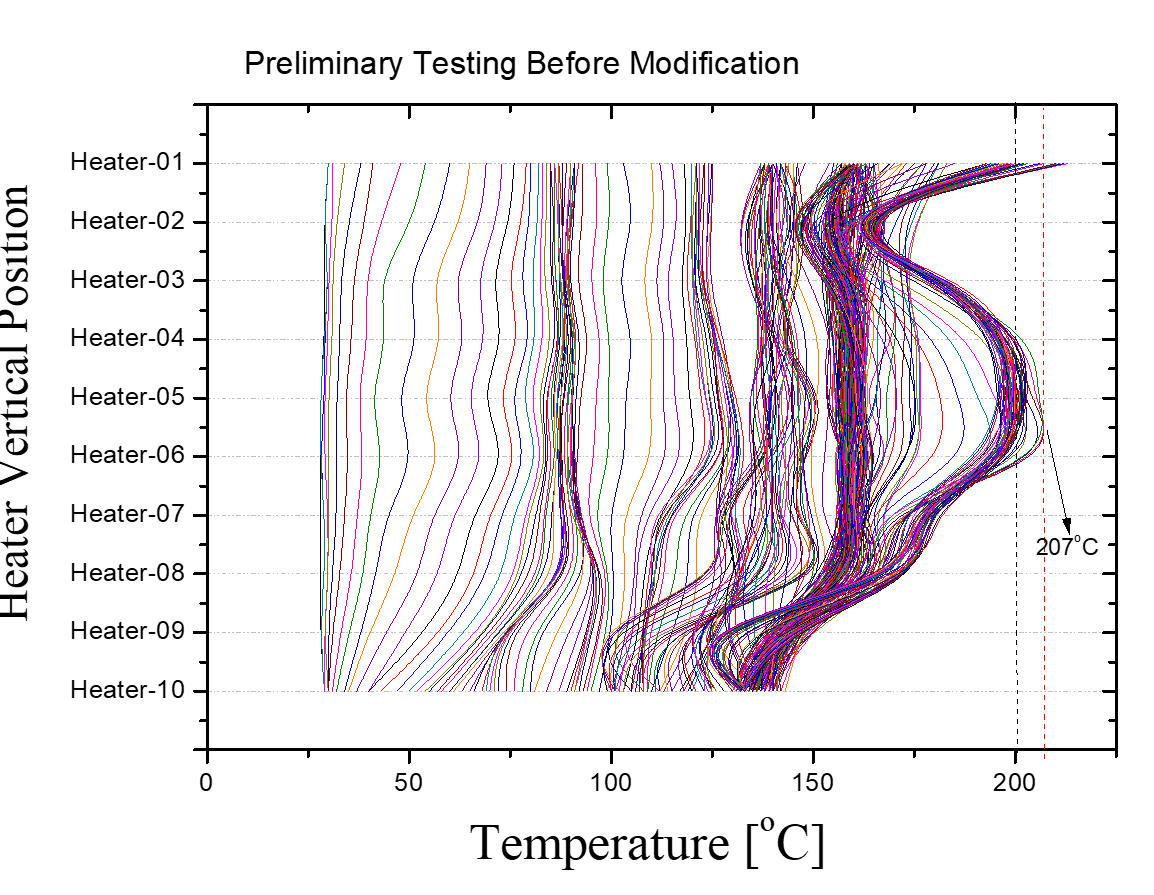 Preliminary Testing Before Modification
Heater Vertical Position
Heater-01
Heater-02
Heater-03
Heater-04
Heater-05
Heater-06
Heater-07
Heater-08
Heater-09
Heater-10
207°C
0 50 100 150 200
Temperature [°C]